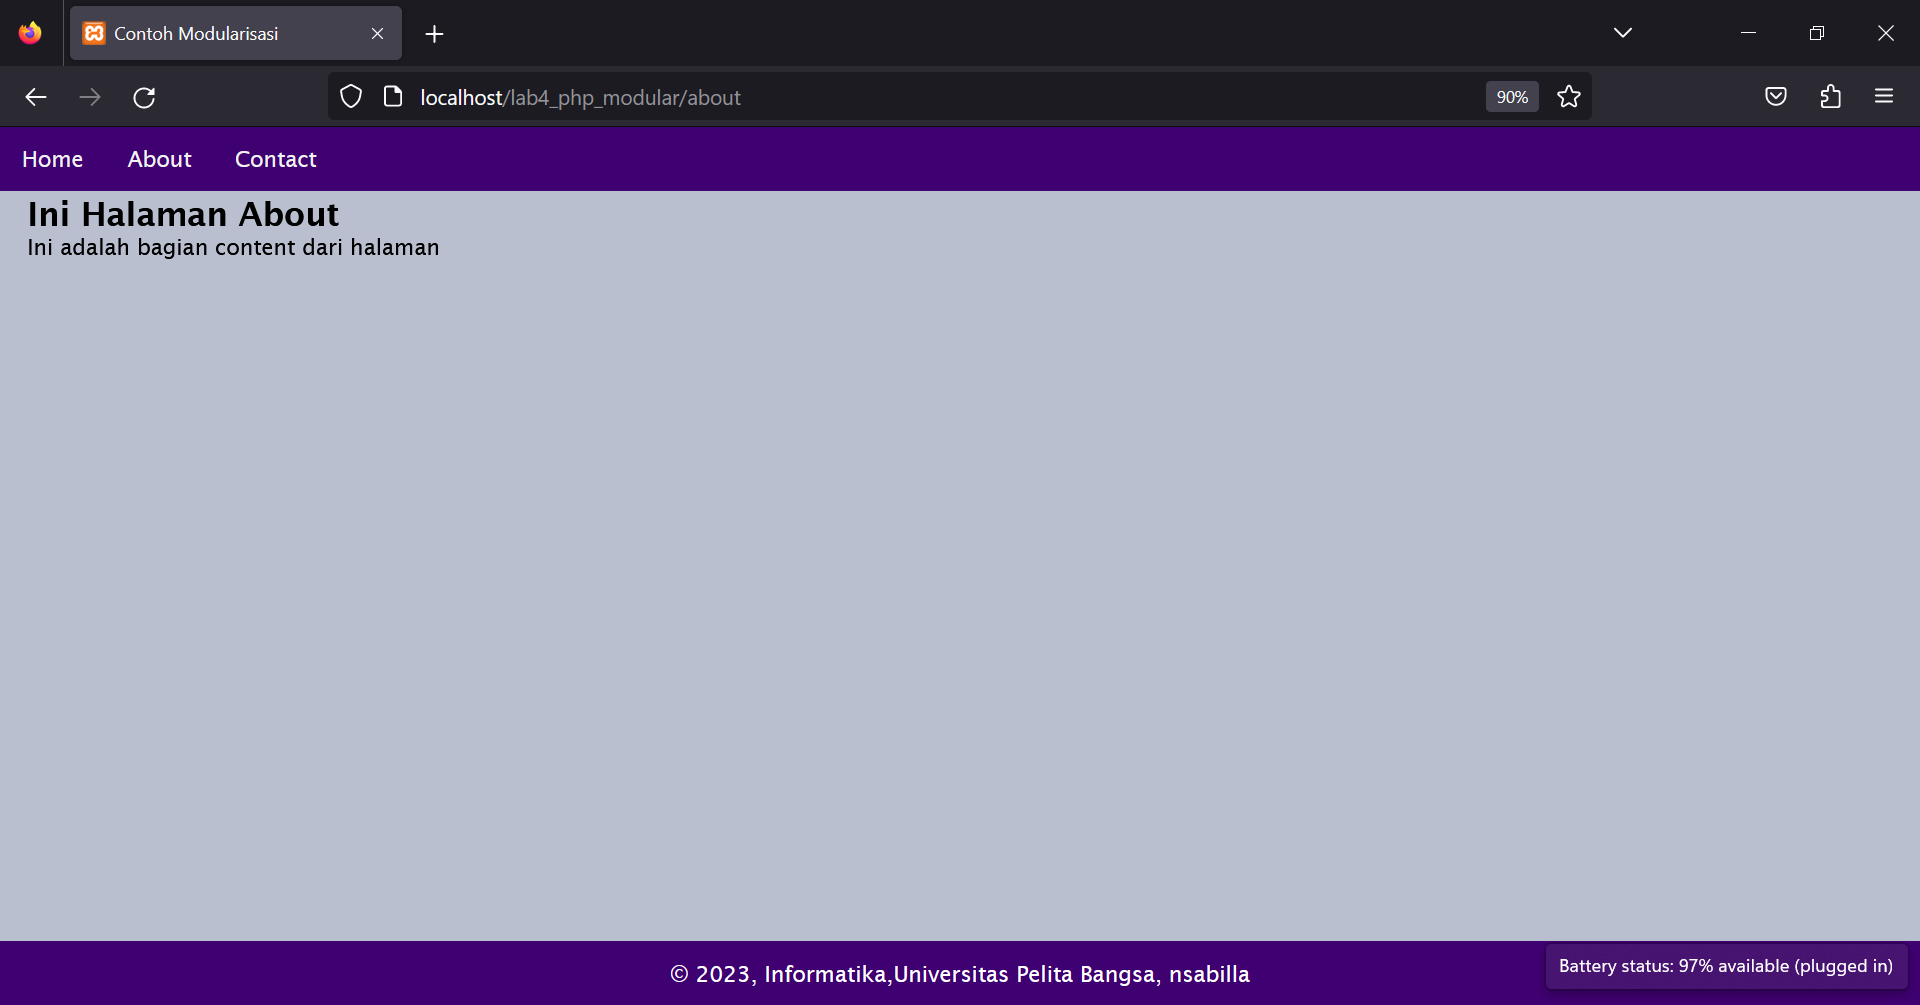 Contoh Modularisasi
localhost/lab4_php_modular/about
90%
Home About Contact
Ini Halaman About
Ini adalah bagian content dari halaman
© 2023, Informatika,Universitas Pelita Bangsa, nsabilla
Battery status: 97% available (plugged in)